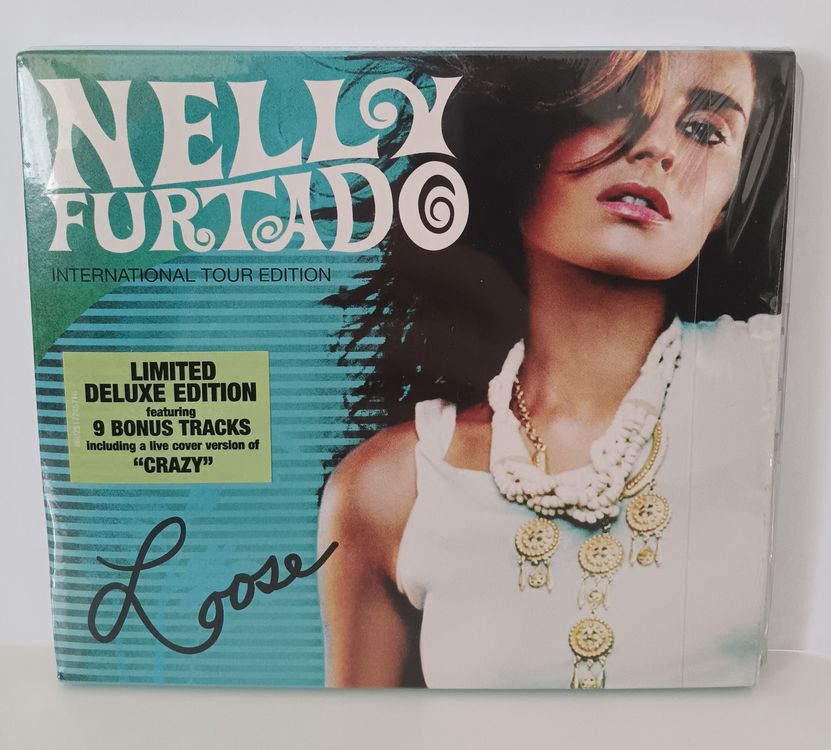 NELLY
FURTADO
INTERNATIONAL TOUR EDITION
LIMITED
DELUXE EDITION
featuring
9 BONUS TRACKS
including a live cover version of
“CRAZY”
Loose